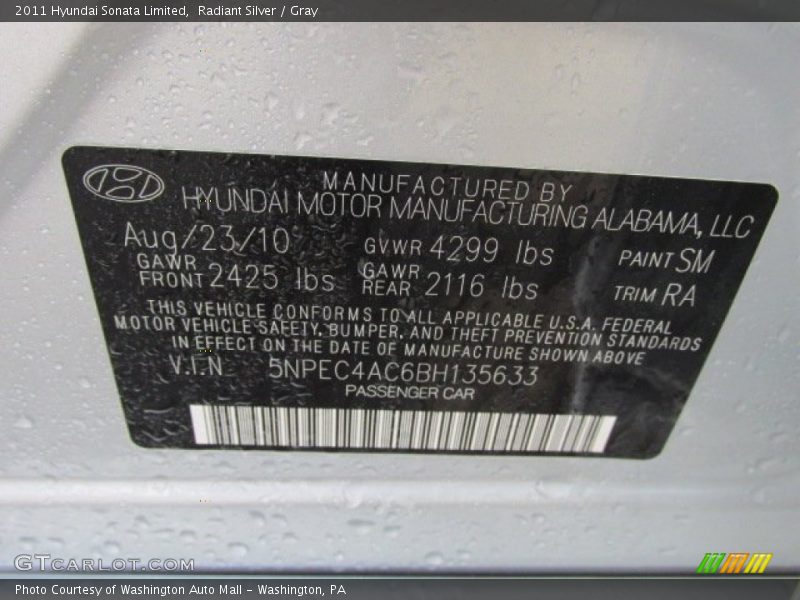 2011 Hyundai Sonata Limited,  Radiant Silver / Gray
MANUFACTURED BY
HYUNDAI MOTOR MANUFACTURING ALABAMA, LLC
Aug/23/10 GVWR 4299 lbs PAINT SM
GAWR FRONT 2425 lbs GAWR REAR 2116 lbs TRIM RA
THIS VEHICLE CONFORMS TO ALL APPLICABLE U.S.A. FEDERAL
MOTOR VEHICLE SAFETY, BUMPER, AND THEFT PREVENTION STANDARDS
IN EFFECT ON THE DATE OF MANUFACTURE SHOWN ABOVE
V.I.N. 5NPEC4AC6BH135633
PASSENGER CAR
GTCARLOT.COM
Photo Courtesy of Washington Auto Mall - Washington, PA